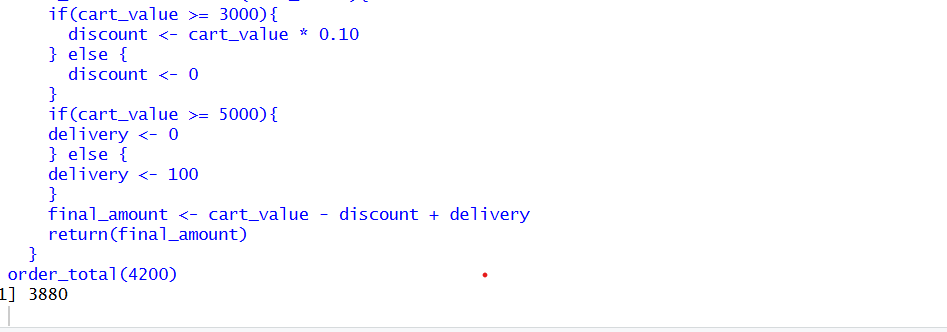 if(cart_value >= 3000){
discount <- cart_value * 0.10
} else {
discount <- 0
}
if(cart_value >= 5000){
delivery <- 0
} else {
delivery <- 100
}
final_amount <- cart_value - discount + delivery
return(final_amount)
}
order_total(4200)
1] 3880